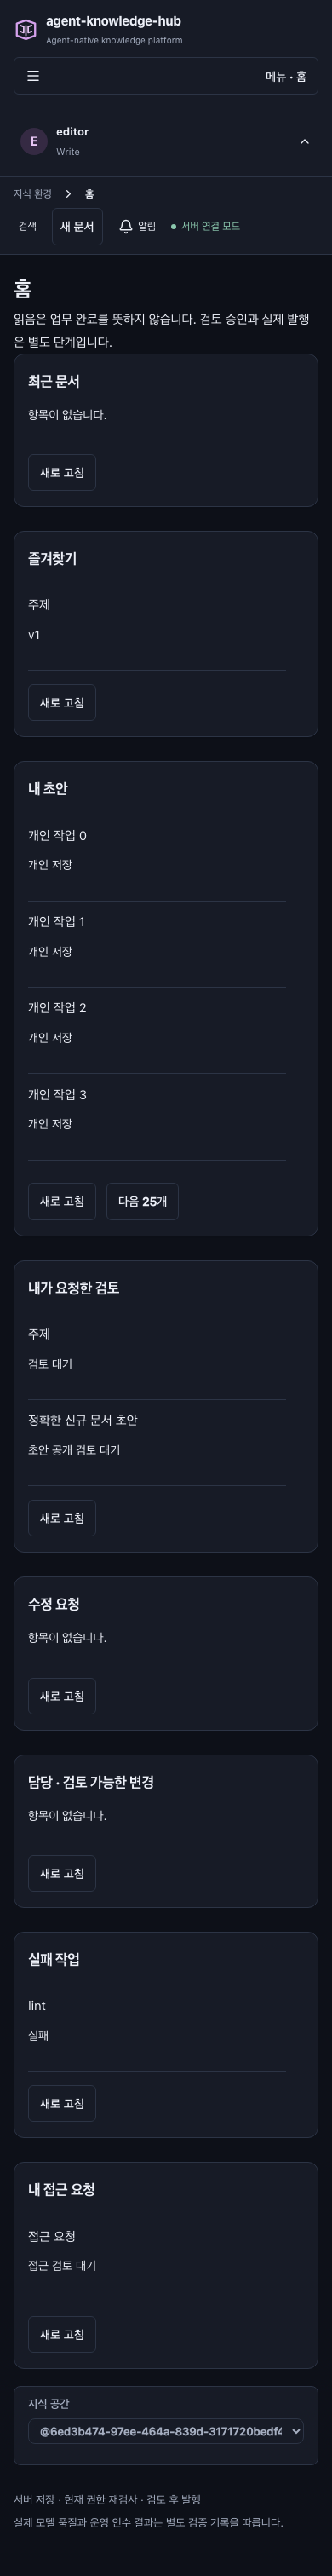 agent-knowledge-hub
Agent-native knowledge platform
메뉴 · 홈
E
editor
Write
지식 환경 > 홈
검색 새 문서 알림 서버 연결 모드
홈
읽음은 업무 완료를 뜻하지 않습니다. 검토 승인과 실제 발행
은 별도 단계입니다.
최근 문서
항목이 없습니다.
새로 고침
즐겨찾기
주제
v1
새로 고침
내 초안
개인 작업 0
개인 저장
개인 작업 1
개인 저장
개인 작업 2
개인 저장
개인 작업 3
개인 저장
새로 고침 다음 25개
내가 요청한 검토
주제
검토 대기
정확한 신규 문서 초안
초안 공개 검토 대기
새로 고침
수정 요청
항목이 없습니다.
새로 고침
담당 · 검토 가능한 변경
항목이 없습니다.
새로 고침
실패 작업
lint
실패
새로 고침
내 접근 요청
접근 요청
접근 검토 대기
새로 고침
지식 공간
@6ed3b474-97ee-464a-839d-3171720bedf4
서버 저장 · 현재 권한 재검사 · 검토 후 발행
실제 모델 품질과 운영 인수 결과는 별도 검증 기록을 따릅니다.